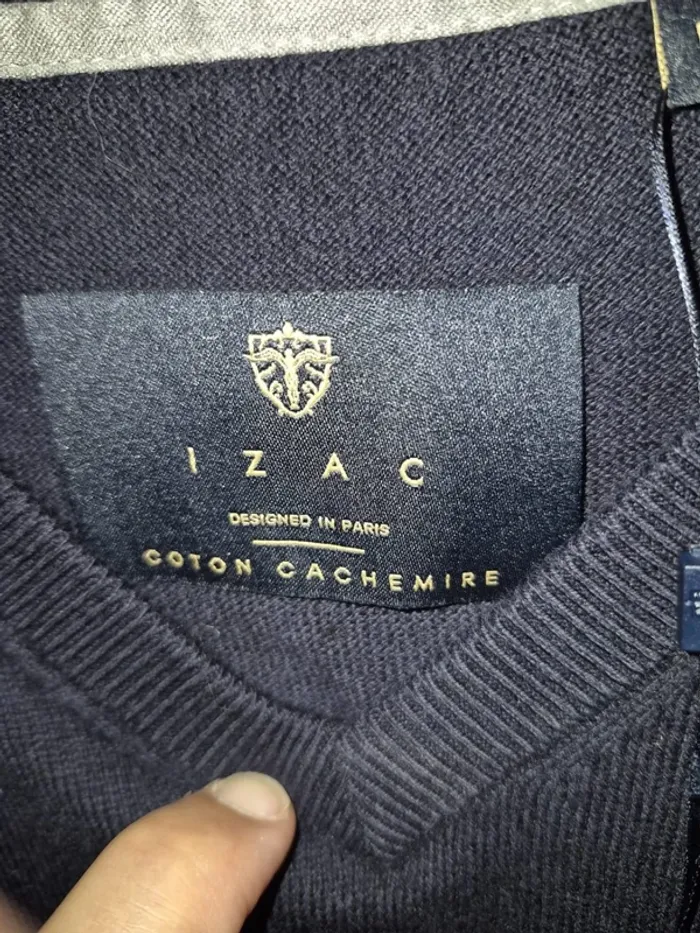 IZAC
DESIGNED IN PARIS
COTON CACHEMIRE